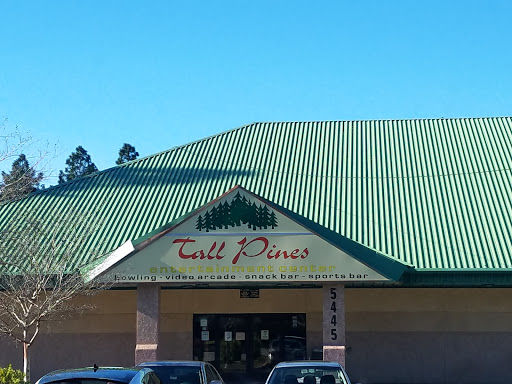 Tall Pines
entertainment center
bowling - video arcade - snack bar - sports bar
5445